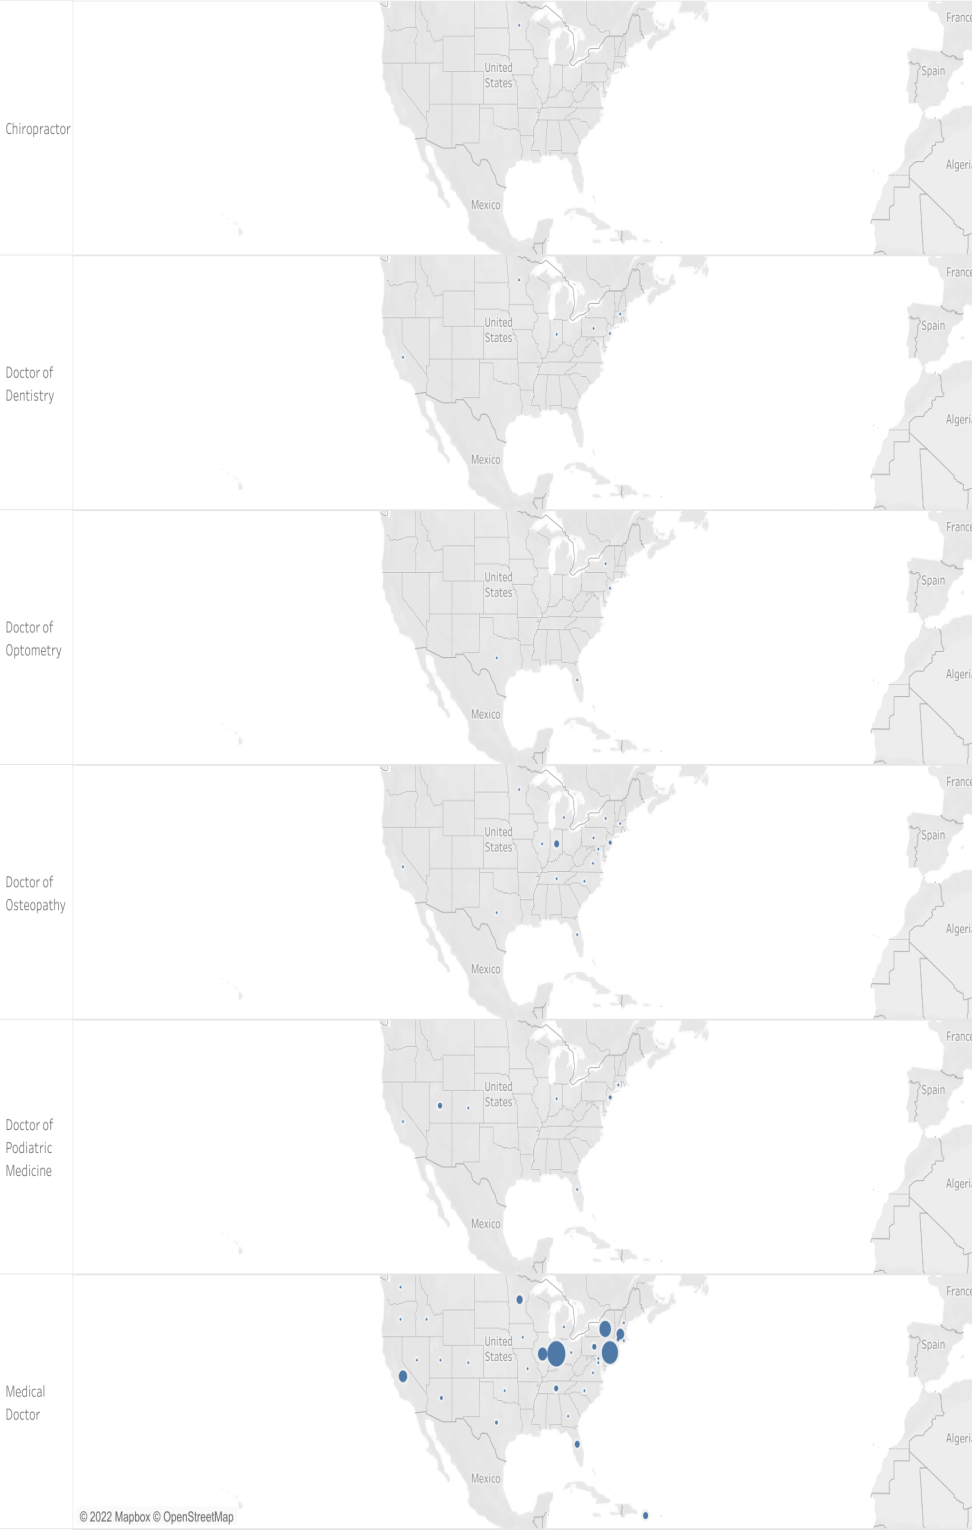 France
United
States
Spain
Chiropractor
Algeri
Mexico
France
United
States
Spain
Doctor of
Dentistry
Algeri
Mexico
France
United
States
Spain
Doctor of
Optometry
Algeri
Mexico
France
United
States
Spain
Doctor of
Osteopathy
Algeri
Mexico
France
United
States
Spain
Doctor of
Podiatric
Medicine
Algeri
Mexico
France
United
States
Spain
Medical
Doctor
Algeri
Mexico
© 2022 Mapbox © OpenStreetMap